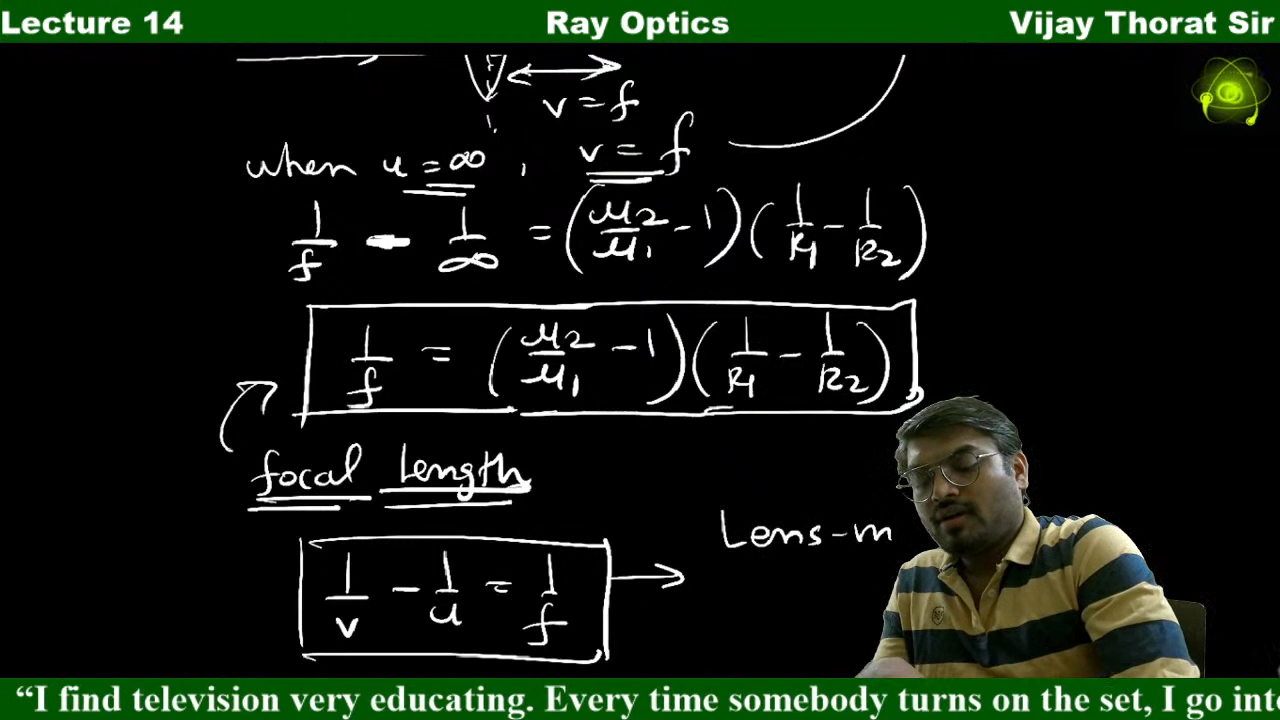 Lecture 14 Ray Optics Vijay Thorat Sir
v = f
when u = ∞ , v = f
1/f - 1/∞ = (μ2/μ1 - 1)(1/R1 - 1/R2)
1/f = (μ2/μ1 - 1)(1/R1 - 1/R2)
focal length
Lens-m
1/v - 1/u = 1/f
“I find television very educating. Every time somebody turns on the set, I go int